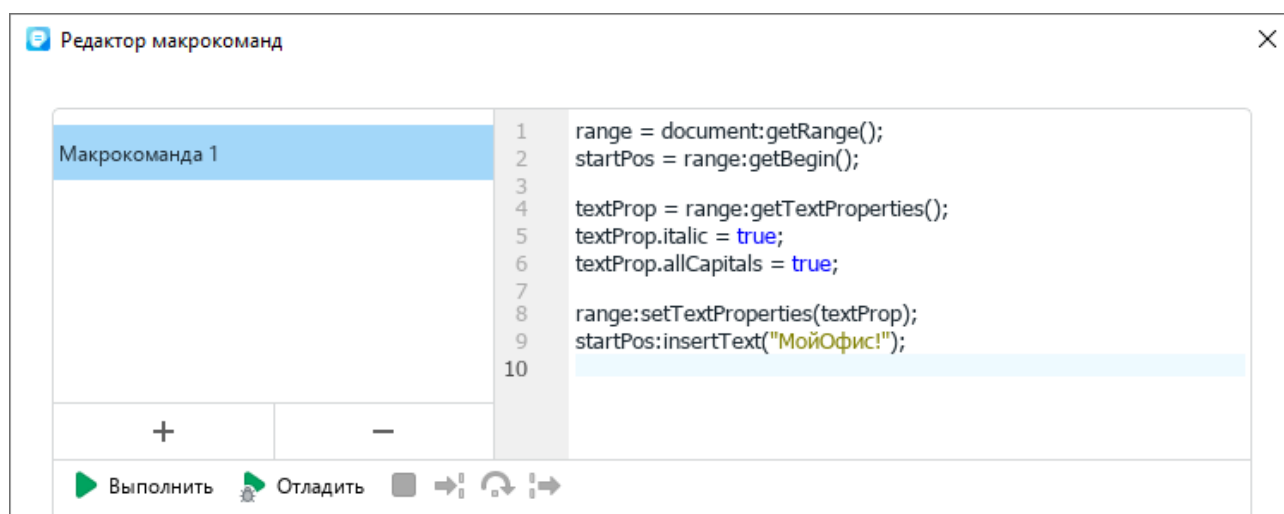 Редактор макрокоманд
Макрокоманда 1
1 range = document:getRange();
2 startPos = range:getBegin();
3
4 textProp = range:getTextProperties();
5 textProp.italic = true;
6 textProp.allCapitals = true;
7
8 range:setTextProperties(textProp);
9 startPos:insertText("МойОфис!");
10
+ −
Выполнить Отладить